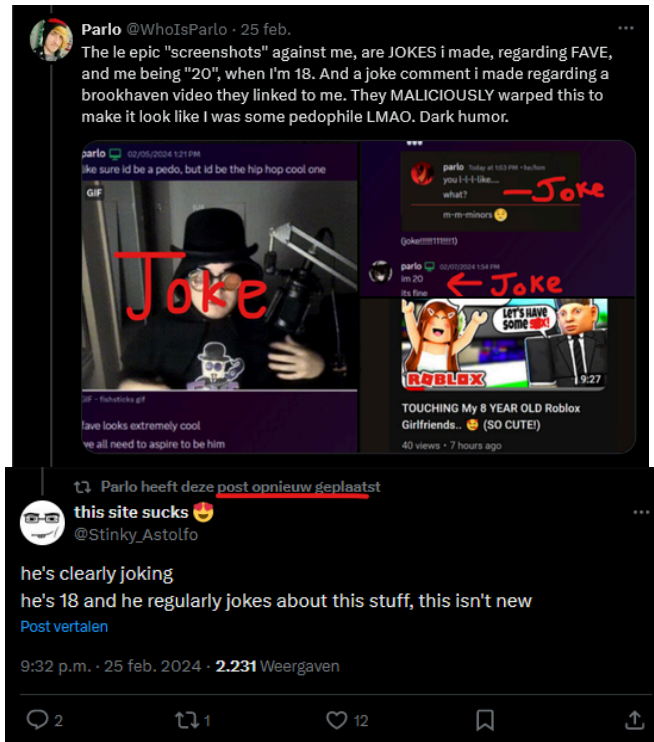 Parlo @WhoIsParlo · 25 feb.
The le epic "screenshots" against me, are JOKES i made, regarding FAVE,
and me being "20", when I'm 18. And a joke comment i made regarding a
brookhaven video they linked to me. They MALICIOUSLY warped this to
make it look like I was some pedophile LMAO. Dark humor.
parlo 02/05/2024 1:21 PM
like sure id be a pedo, but id be the hip hop cool one
GIF
Joke
GIF - fishsticks gif
fave looks extremely cool
we all need to aspire to be him
parlo Today at 1:53 PM · he/him
you l-l-l-like....
what?
Joke
m-m-minors
(joke!!!!!!111!!!!!1)
parlo 02/07/2024 1:54 PM
im 20
its fine
Joke
LET'S HAVE
SOME
ROBLOX
19:27
TOUCHING My 8 YEAR OLD Roblox
Girlfriends.. 🥰 (SO CUTE!)
40 views • 7 hours ago
Parlo heeft deze post opnieuw geplaatst
this site sucks 😍
@Stinky_Astolfo
he's clearly joking
he's 18 and he regularly jokes about this stuff, this isn't new
Post vertalen
9:32 p.m. · 25 feb. 2024 · 2.231 Weergaven
2
1
12